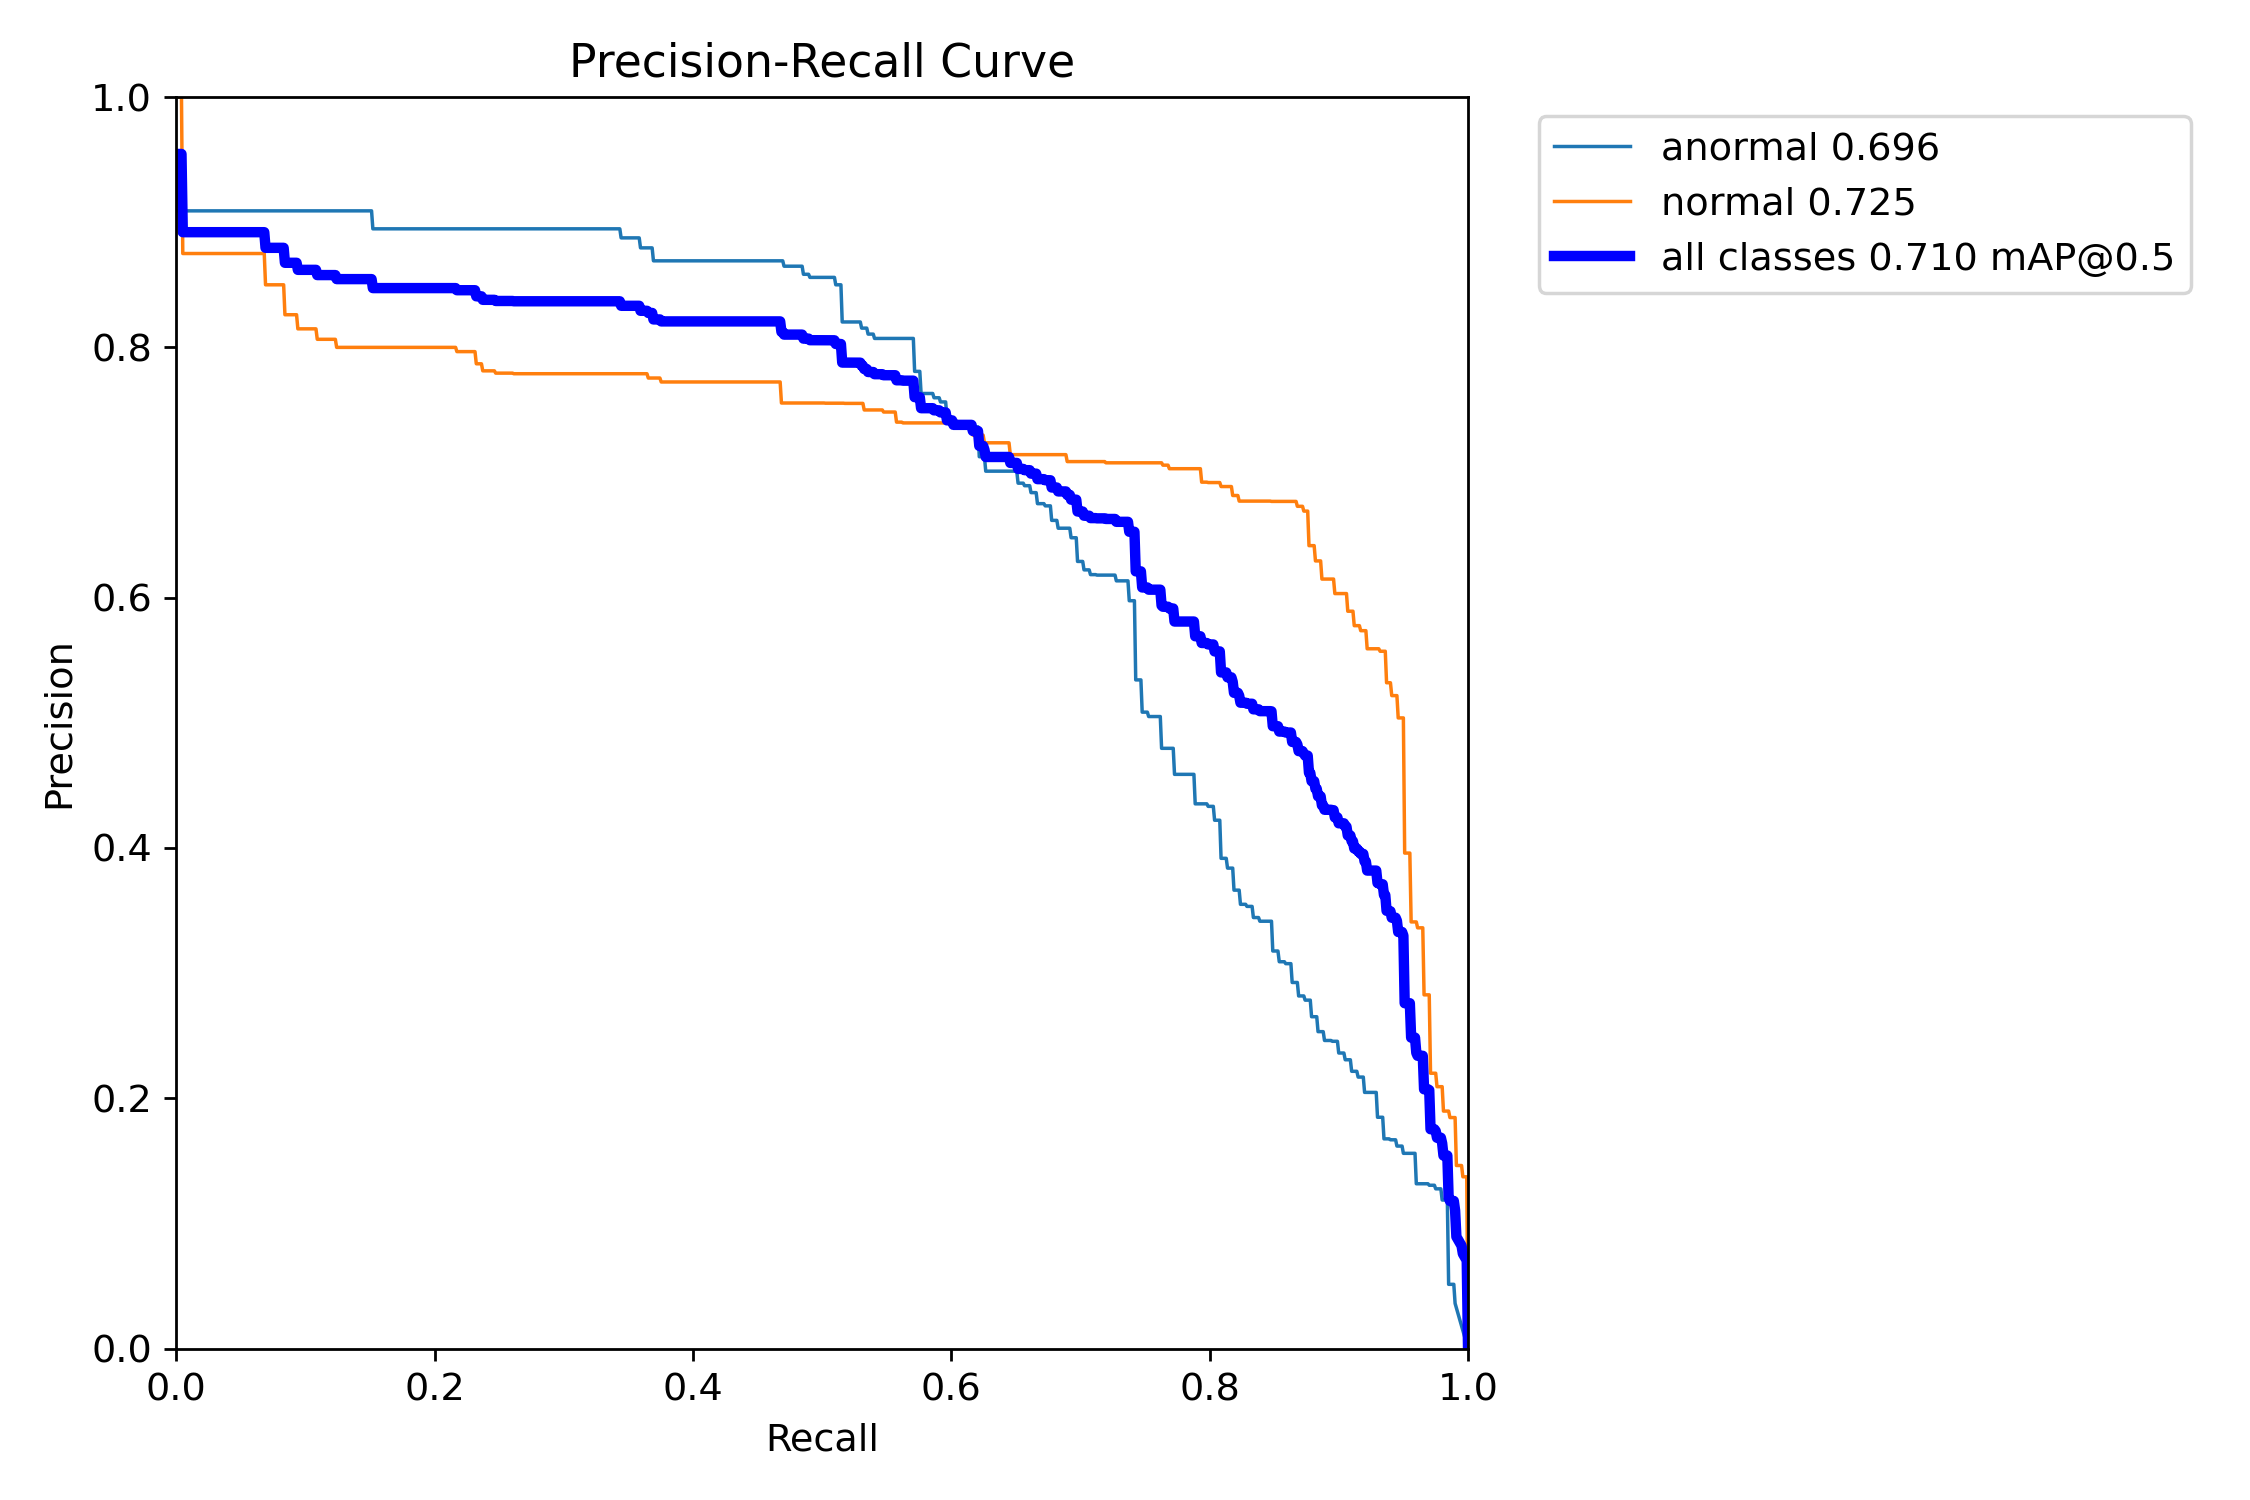 Precision-Recall Curve
1.0
0.8
0.6
0.4
0.2
0.0
Precision
0.0 0.2 0.4 0.6 0.8 1.0
Recall
anormal 0.696
normal 0.725
all classes 0.710 mAP@0.5